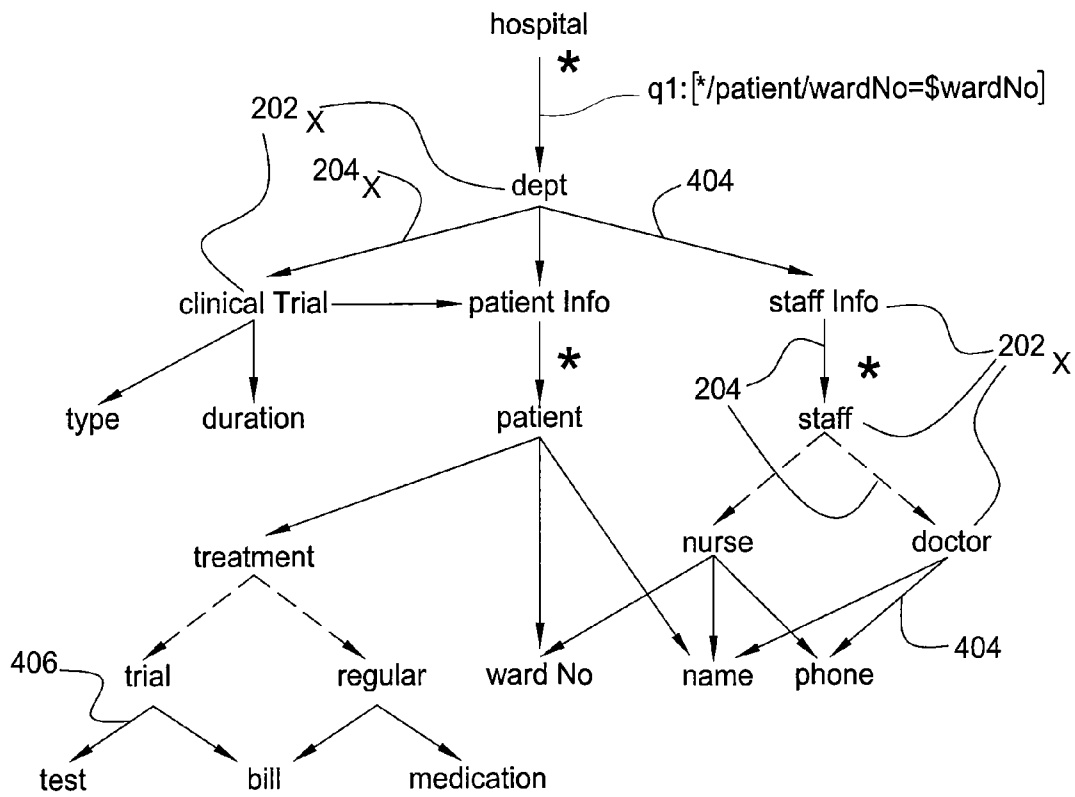 hospital
*
q1:[*/patient/wardNo=$wardNo]
202 X
204 X
dept
404
clinical Trial
patient Info
staff Info
202 X
*
*
204
type
duration
patient
staff
treatment
nurse
doctor
406
trial
regular
ward No
name
phone
404
test
bill
medication